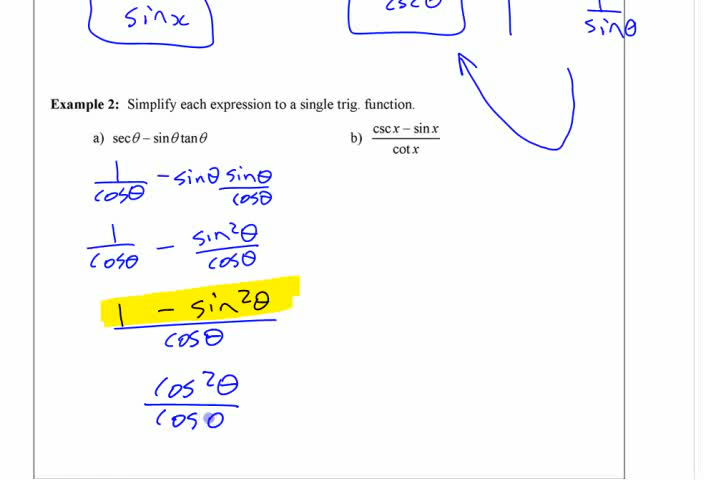 sinx
cscθ
1/sinθ
Example 2: Simplify each expression to a single trig. function.
a) secθ − sinθ tanθ
b) (csc x − sin x)/(cot x)
1/cosθ − sinθ sinθ/cosθ
1/cosθ − sin²θ/cosθ
(1 − sin²θ)/cosθ
cos²θ/cosθ